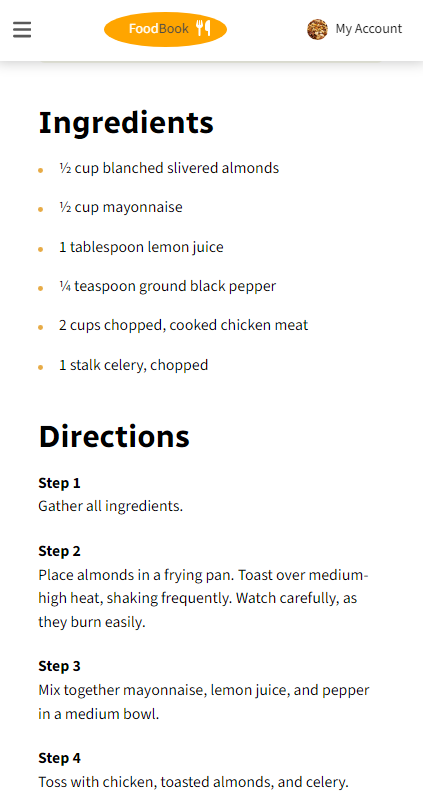 FoodBook
My Account
Ingredients
½ cup blanched slivered almonds
½ cup mayonnaise
1 tablespoon lemon juice
¼ teaspoon ground black pepper
2 cups chopped, cooked chicken meat
1 stalk celery, chopped
Directions
Step 1
Gather all ingredients.
Step 2
Place almonds in a frying pan. Toast over medium-
high heat, shaking frequently. Watch carefully, as
they burn easily.
Step 3
Mix together mayonnaise, lemon juice, and pepper
in a medium bowl.
Step 4
Toss with chicken, toasted almonds, and celery.